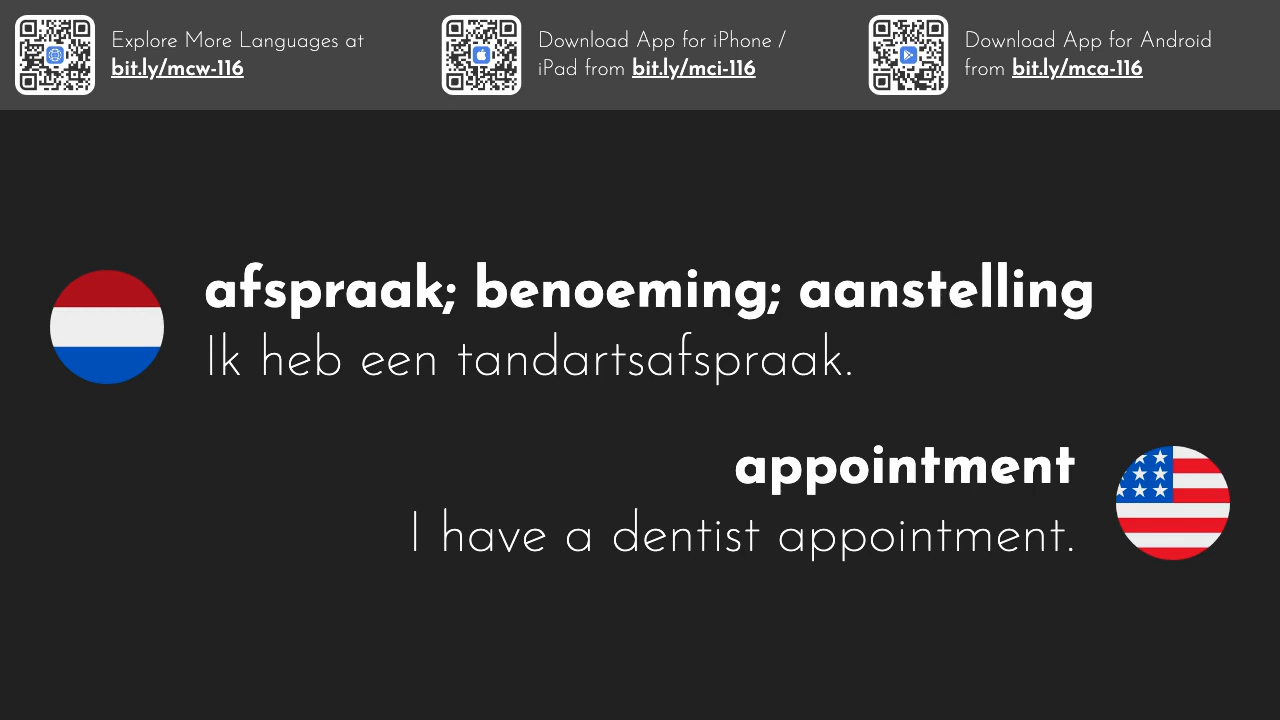 Explore More Languages at
bit.ly/mcw-116
Download App for iPhone /
iPad from bit.ly/mci-116
Download App for Android
from bit.ly/mca-116
afspraak; benoeming; aanstelling
Ik heb een tandartsafspraak.
appointment
I have a dentist appointment.